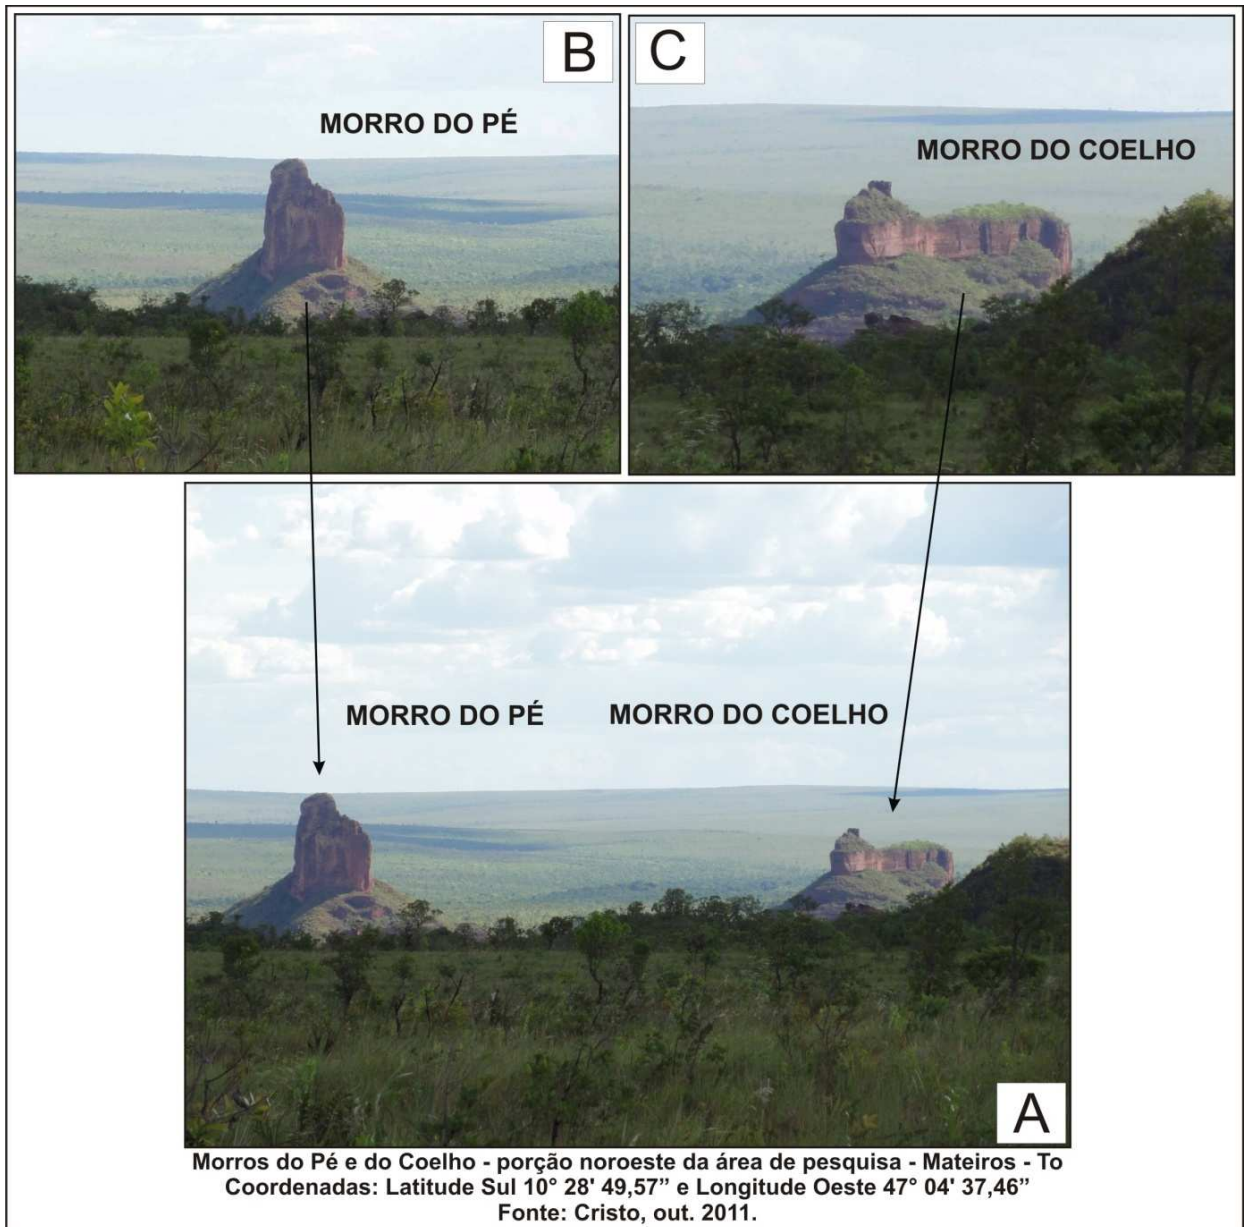 B
C
MORRO DO PÉ
MORRO DO COELHO
MORRO DO PÉ
MORRO DO COELHO
A
Morros do Pé e do Coelho - porção noroeste da área de pesquisa - Mateiros - To
Coordenadas: Latitude Sul 10° 28' 49,57” e Longitude Oeste 47° 04' 37,46”
Fonte: Cristo, out. 2011.